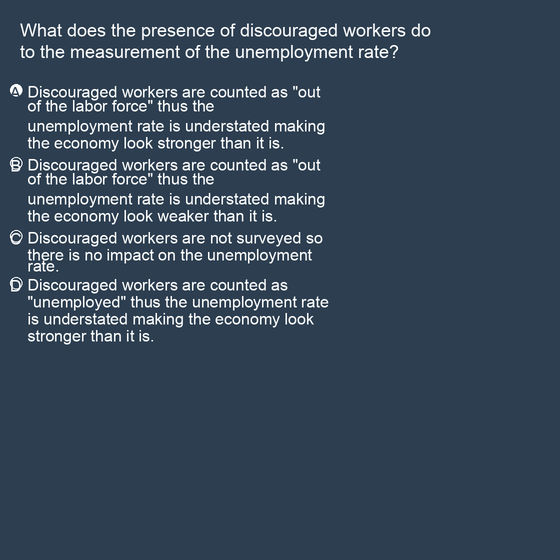 What does the presence of discouraged workers do
to the measurement of the unemployment rate?
A Discouraged workers are counted as "out
of the labor force" thus the
unemployment rate is understated making
the economy look stronger than it is.
B Discouraged workers are counted as "out
of the labor force" thus the
unemployment rate is understated making
the economy look weaker than it is.
C Discouraged workers are not surveyed so
there is no impact on the unemployment
rate.
D Discouraged workers are counted as
"unemployed" thus the unemployment rate
is understated making the economy look
stronger than it is.